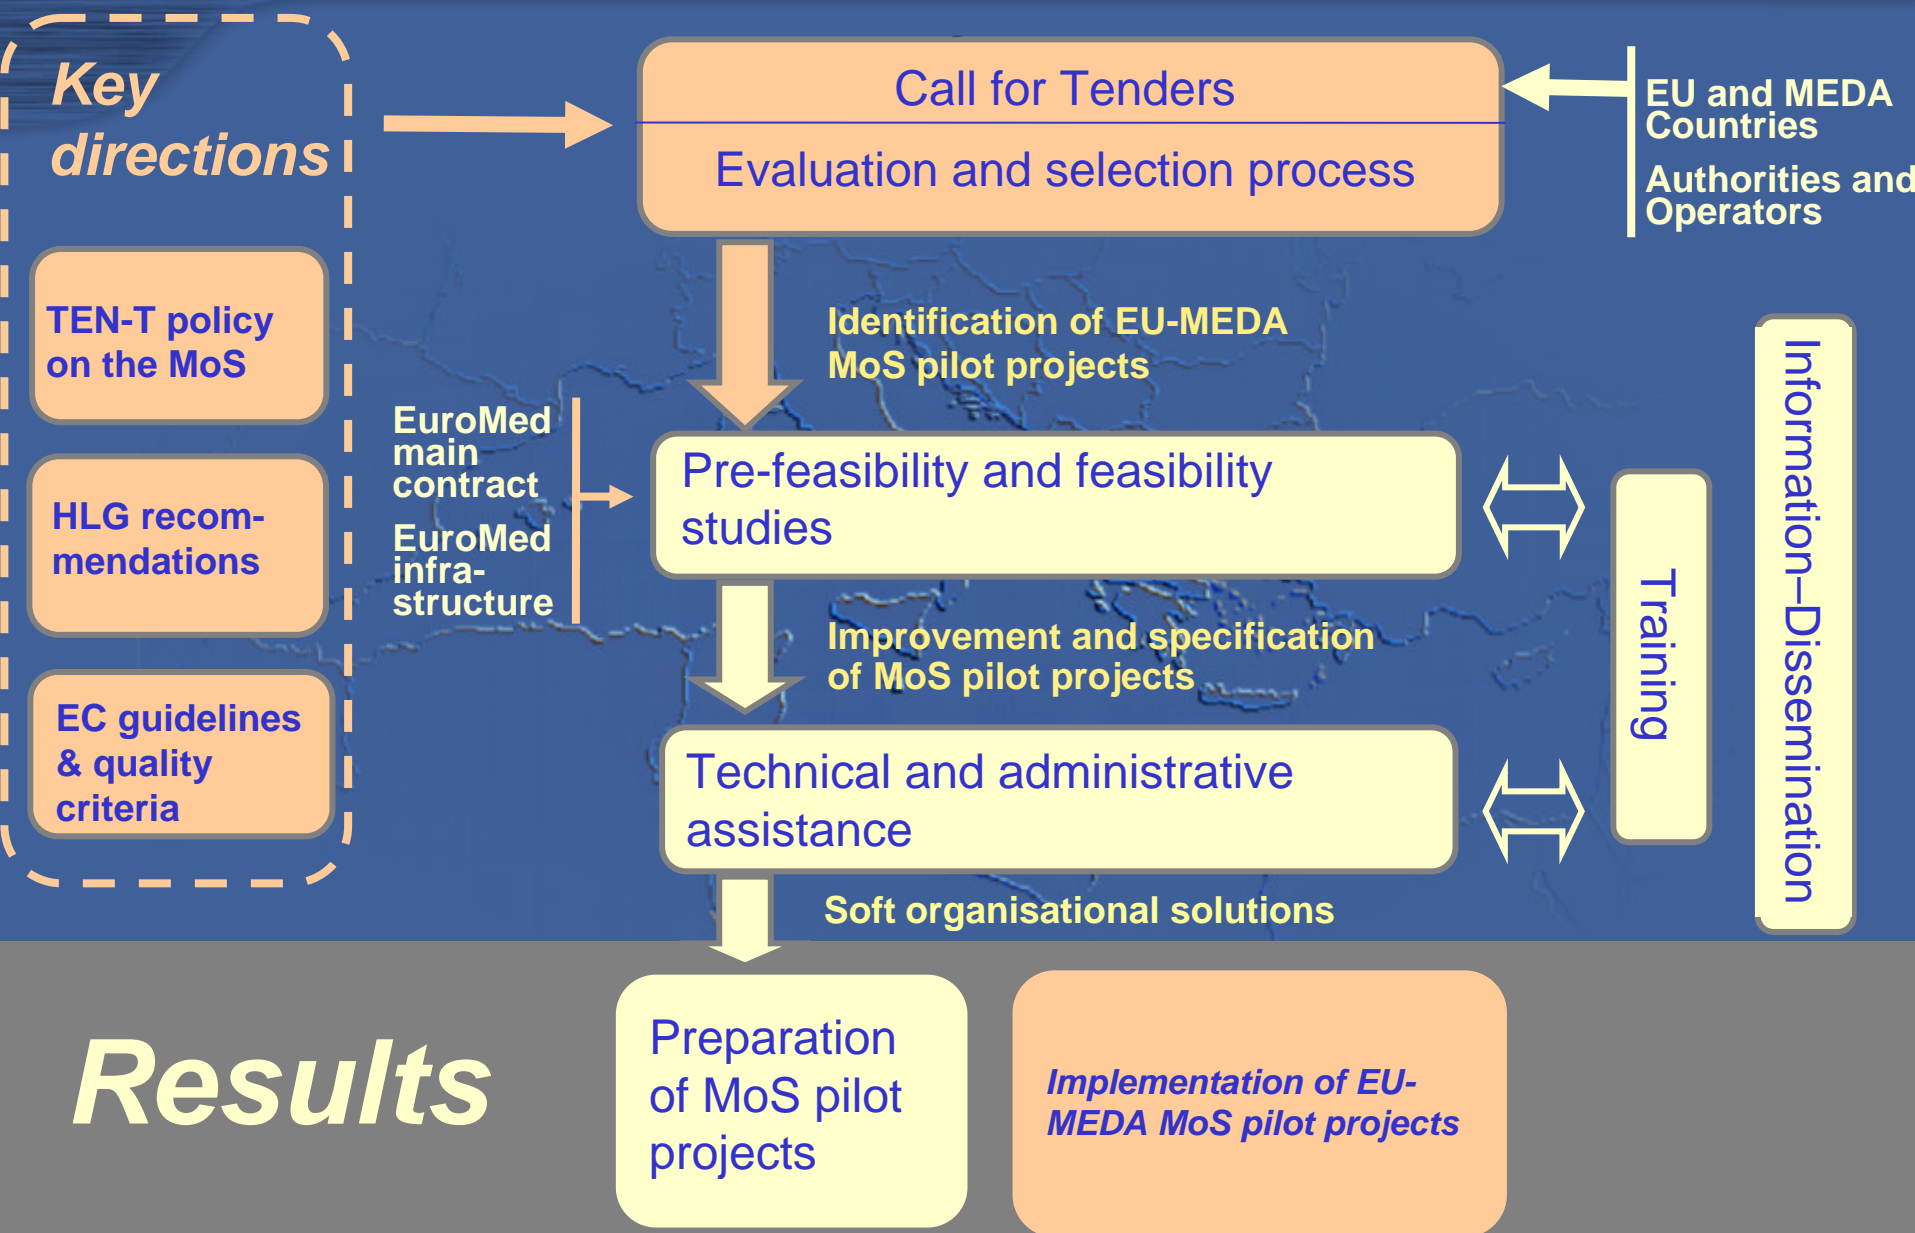 Key
directions
TEN-T policy
on the MoS
HLG recom-
mendations
EC guidelines
& quality
criteria
Call for Tenders
Evaluation and selection process
EU and MEDA
Countries
Authorities and
Operators
Identification of EU-MEDA
MoS pilot projects
EuroMed
main
contract
EuroMed
infra-
structure
Pre-feasibility and feasibility
studies
Improvement and specification
of MoS pilot projects
Technical and administrative
assistance
Soft organisational solutions
Training
Information–Dissemination
Results
Preparation
of MoS pilot
projects
Implementation of EU-
MEDA MoS pilot projects